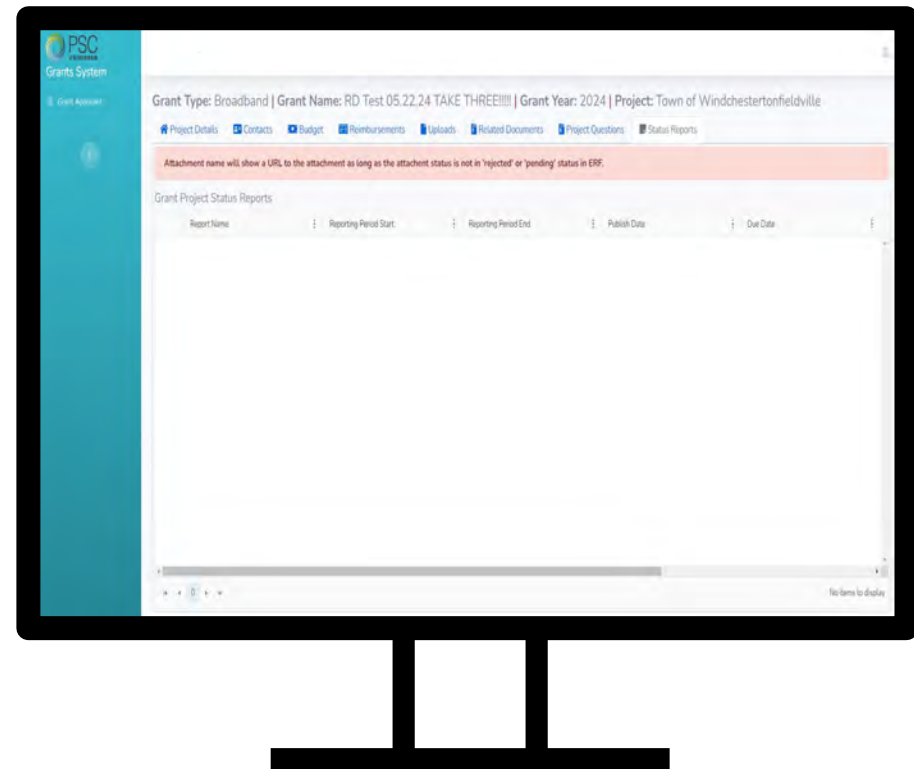 PSC
Grants System
Grant Type: Broadband | Grant Name: RD Test 05.22.24 TAKE THREE!!!!! | Grant Year: 2024 | Project: Town of Windchestertonfieldville
Project Details Contacts Budget Reimbursements Uploads Related Documents Project Questions Status Reports
Attachment name will show a URL to the attachment as long as the attachent status is not in 'rejected' or 'pending' status in ERF.
Grant Project Status Reports
Report Name Reporting Period Start Reporting Period End Publish Date Due Date
0
No items to display